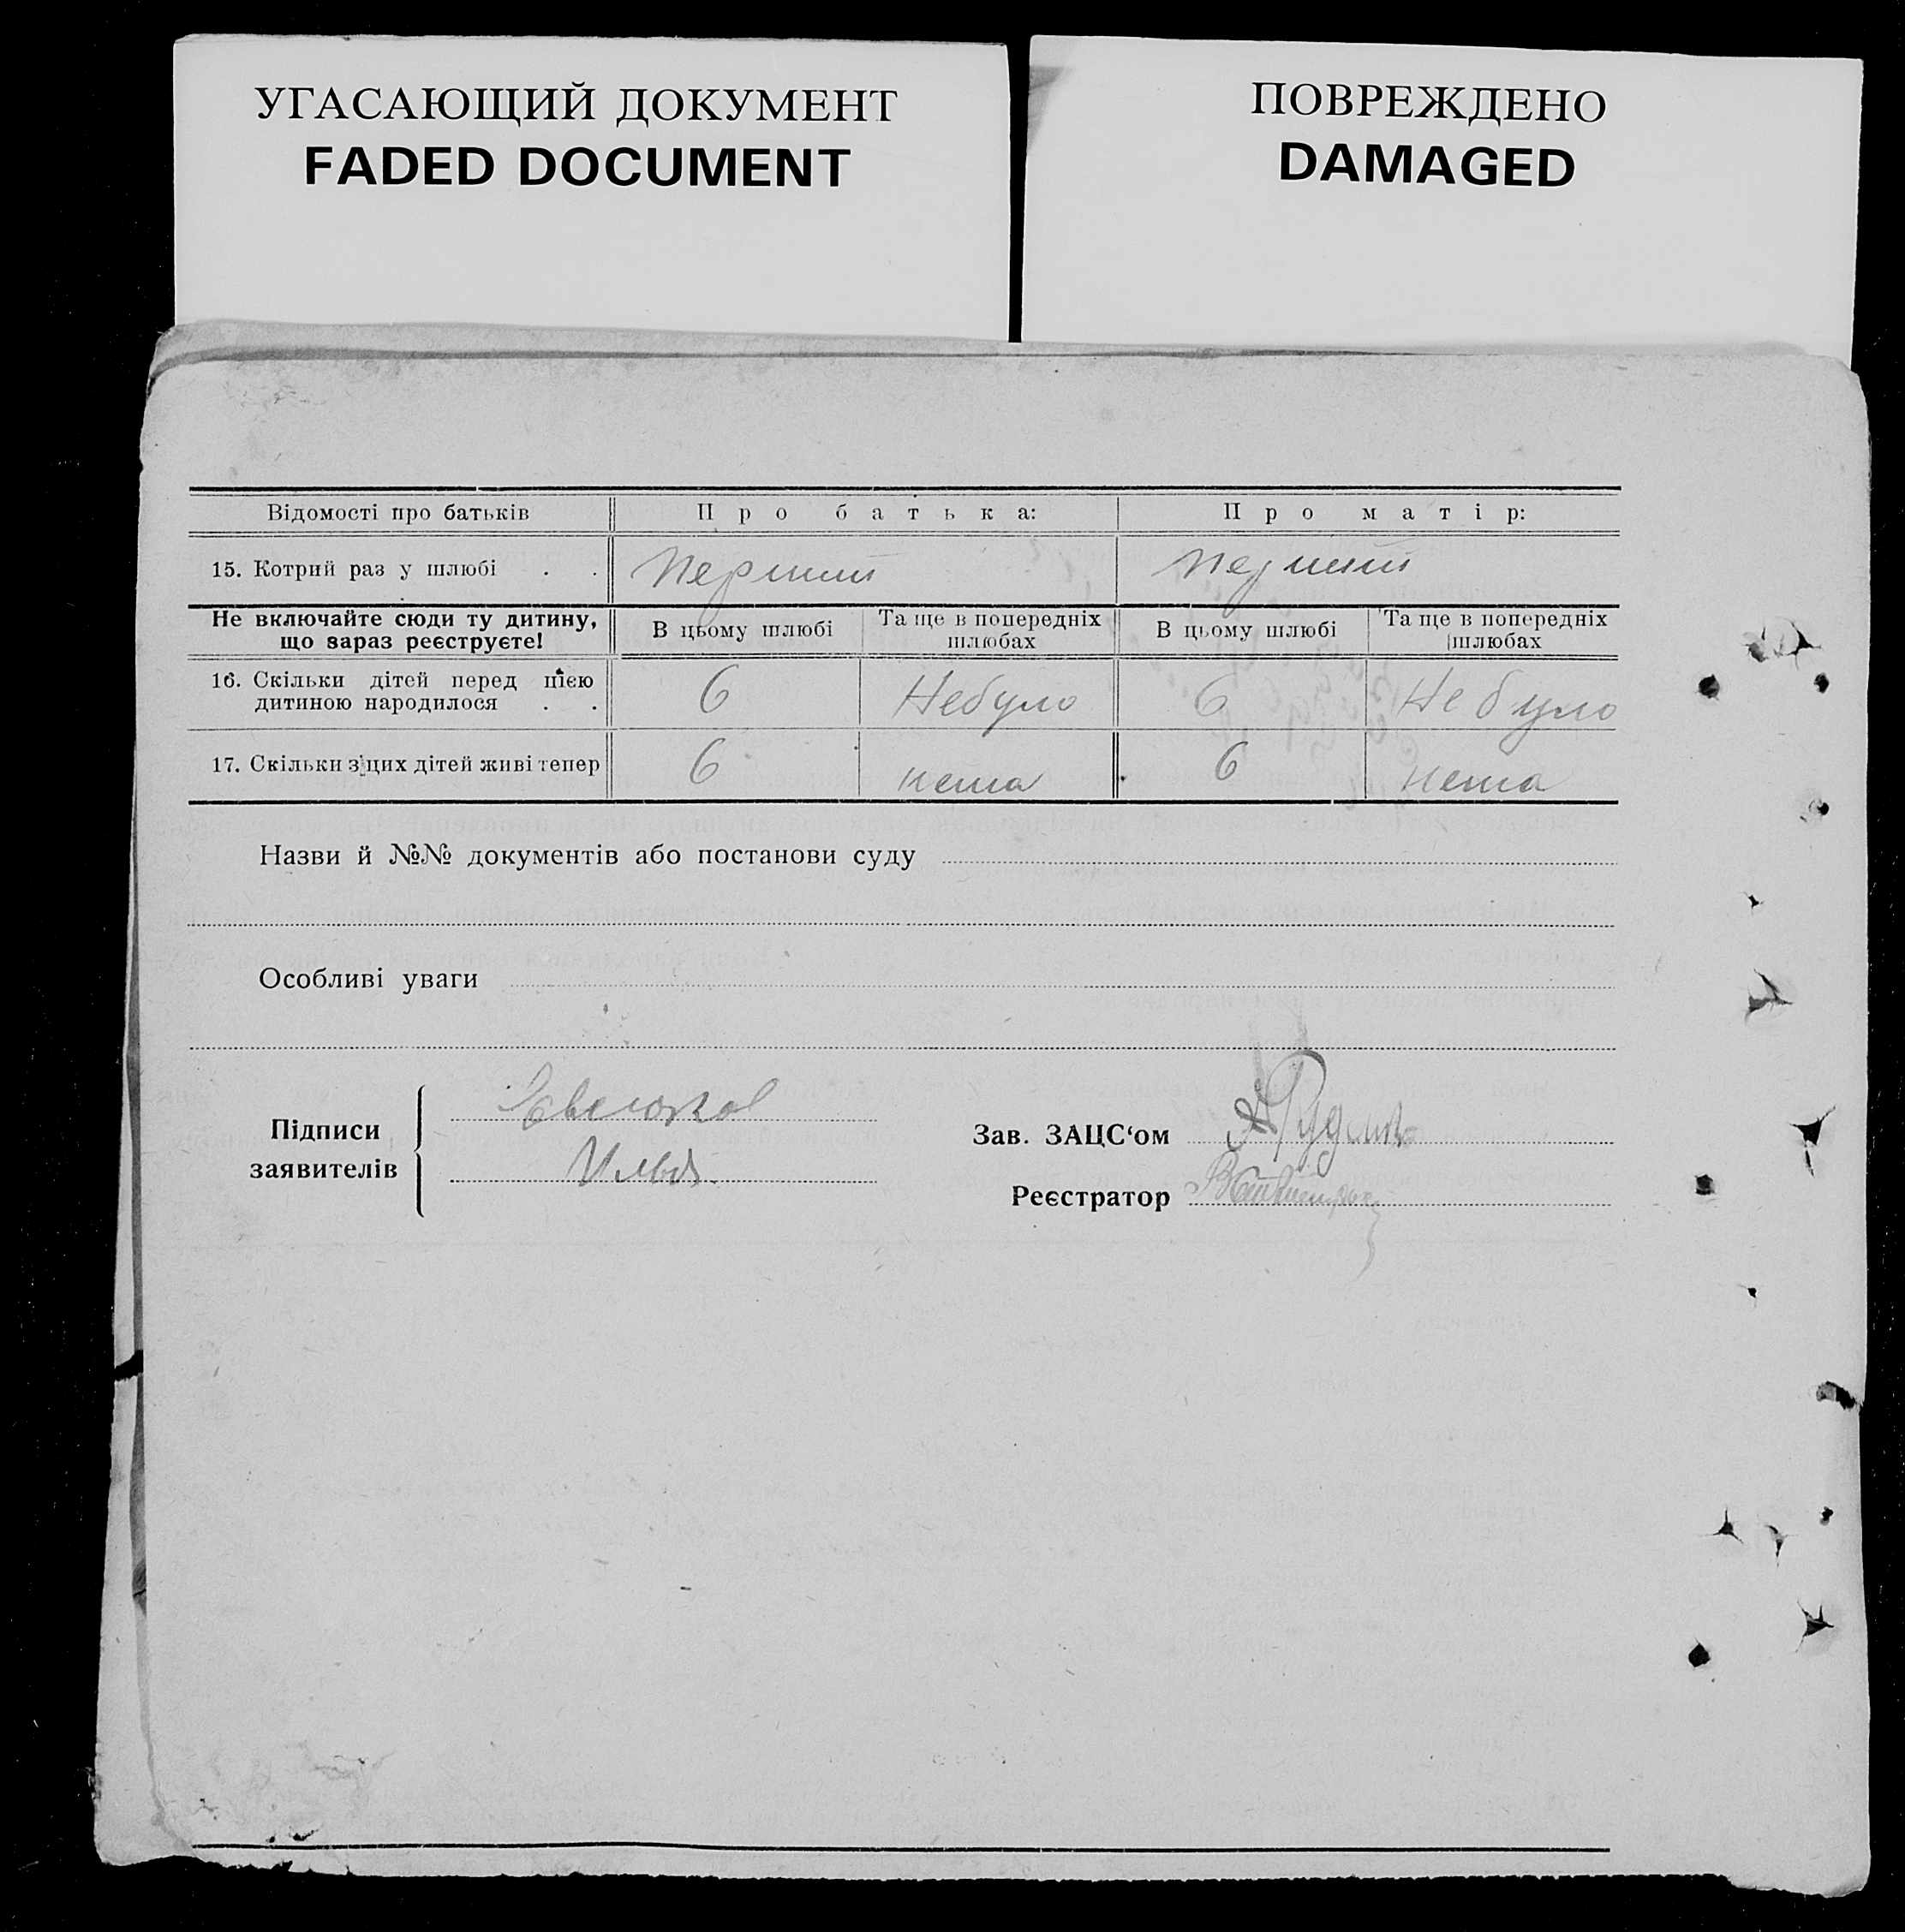 УГАСАЮЩИЙ ДОКУМЕНТ
FADED DOCUMENT
ПОВРЕЖДЕНО
DAMAGED
Відомості про батьків Про батька: Про матір:
15. Котрий раз у шлюбі . . перший перший
Не включайте сюди ту дитину, що зараз реєструєте! В цьому шлюбі Та ще в попередніх шлюбах В цьому шлюбі Та ще в попередніх шлюбах
16. Скільки дітей перед цією
дитиною народилося . . 6 Небуло 6 Не було
17. Скільки з цих дітей живі тепер 6 нема 6 нема
Назви й №№ документів або постанови суду
Особливі уваги
Підписи
заявителів
Зав. ЗАЦС‘ом
Реєстратор